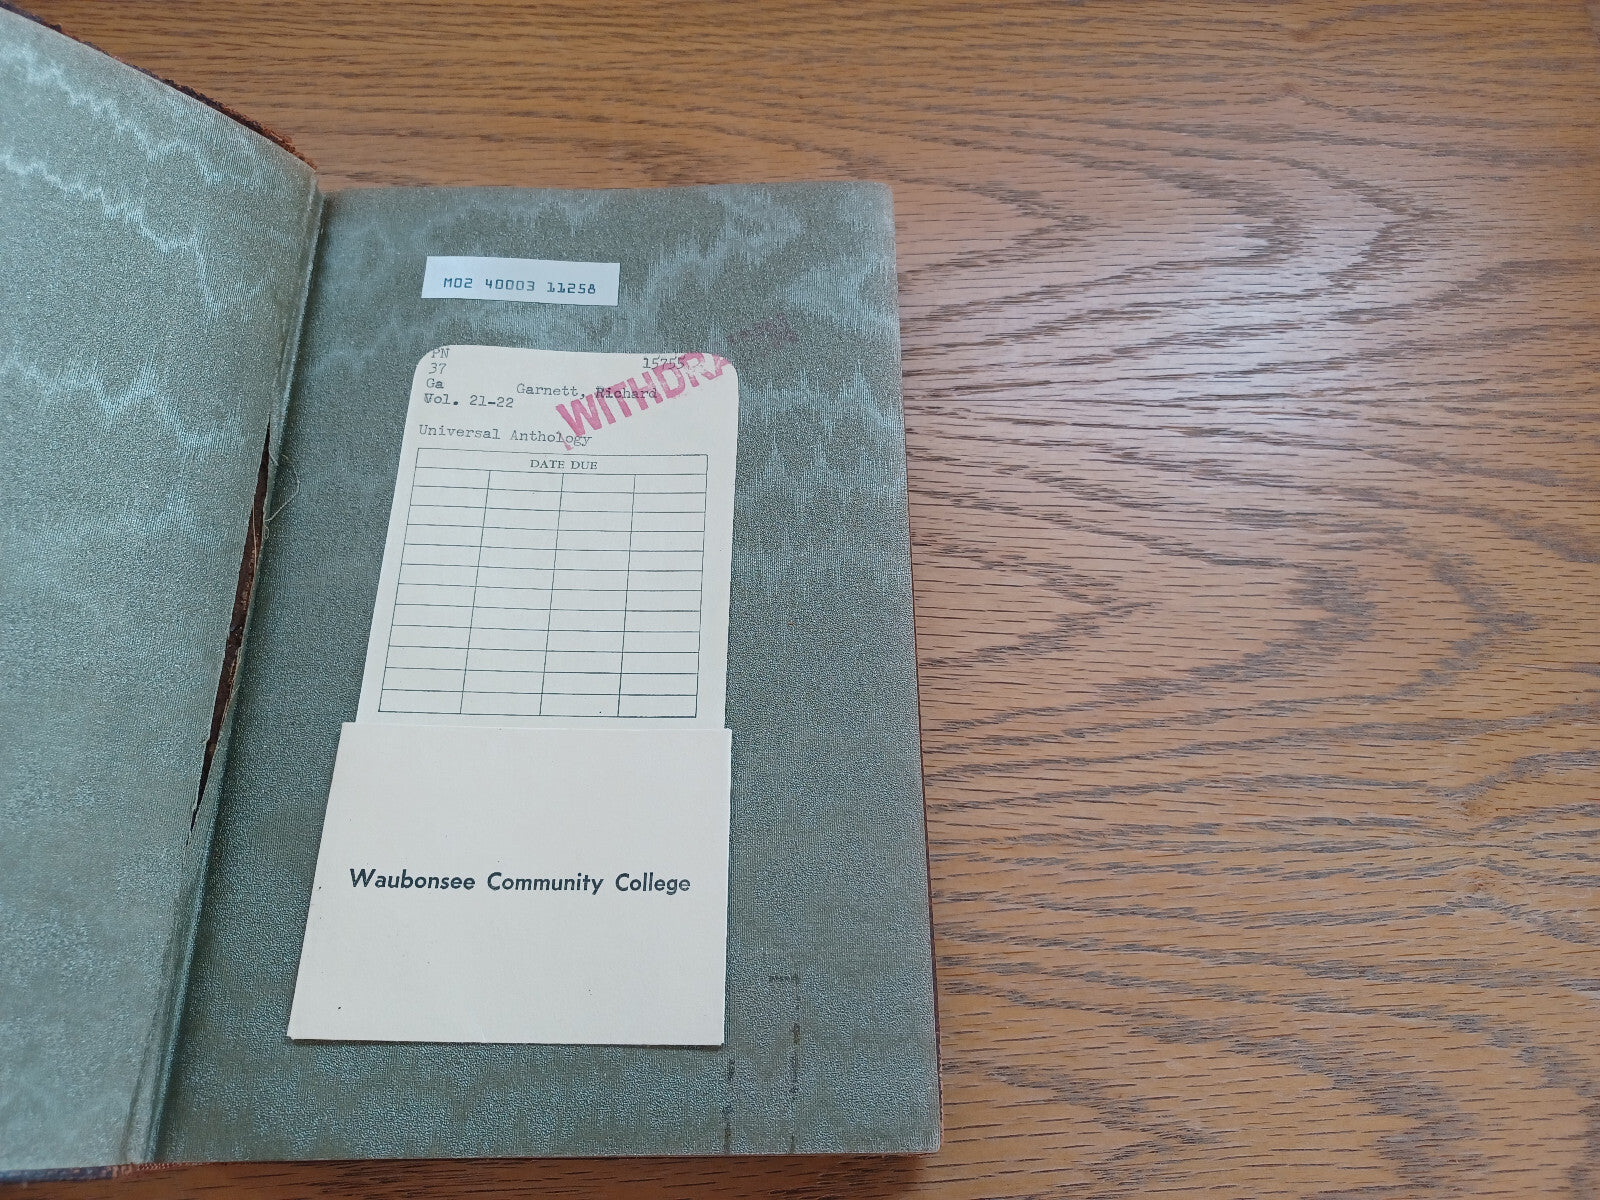 M02 40003 11258
PN 15755
37
Ga Garnett, Richard
Vol. 21-22
WITHDRA
Universal Anthology
DATE DUE
Waubonsee Community College